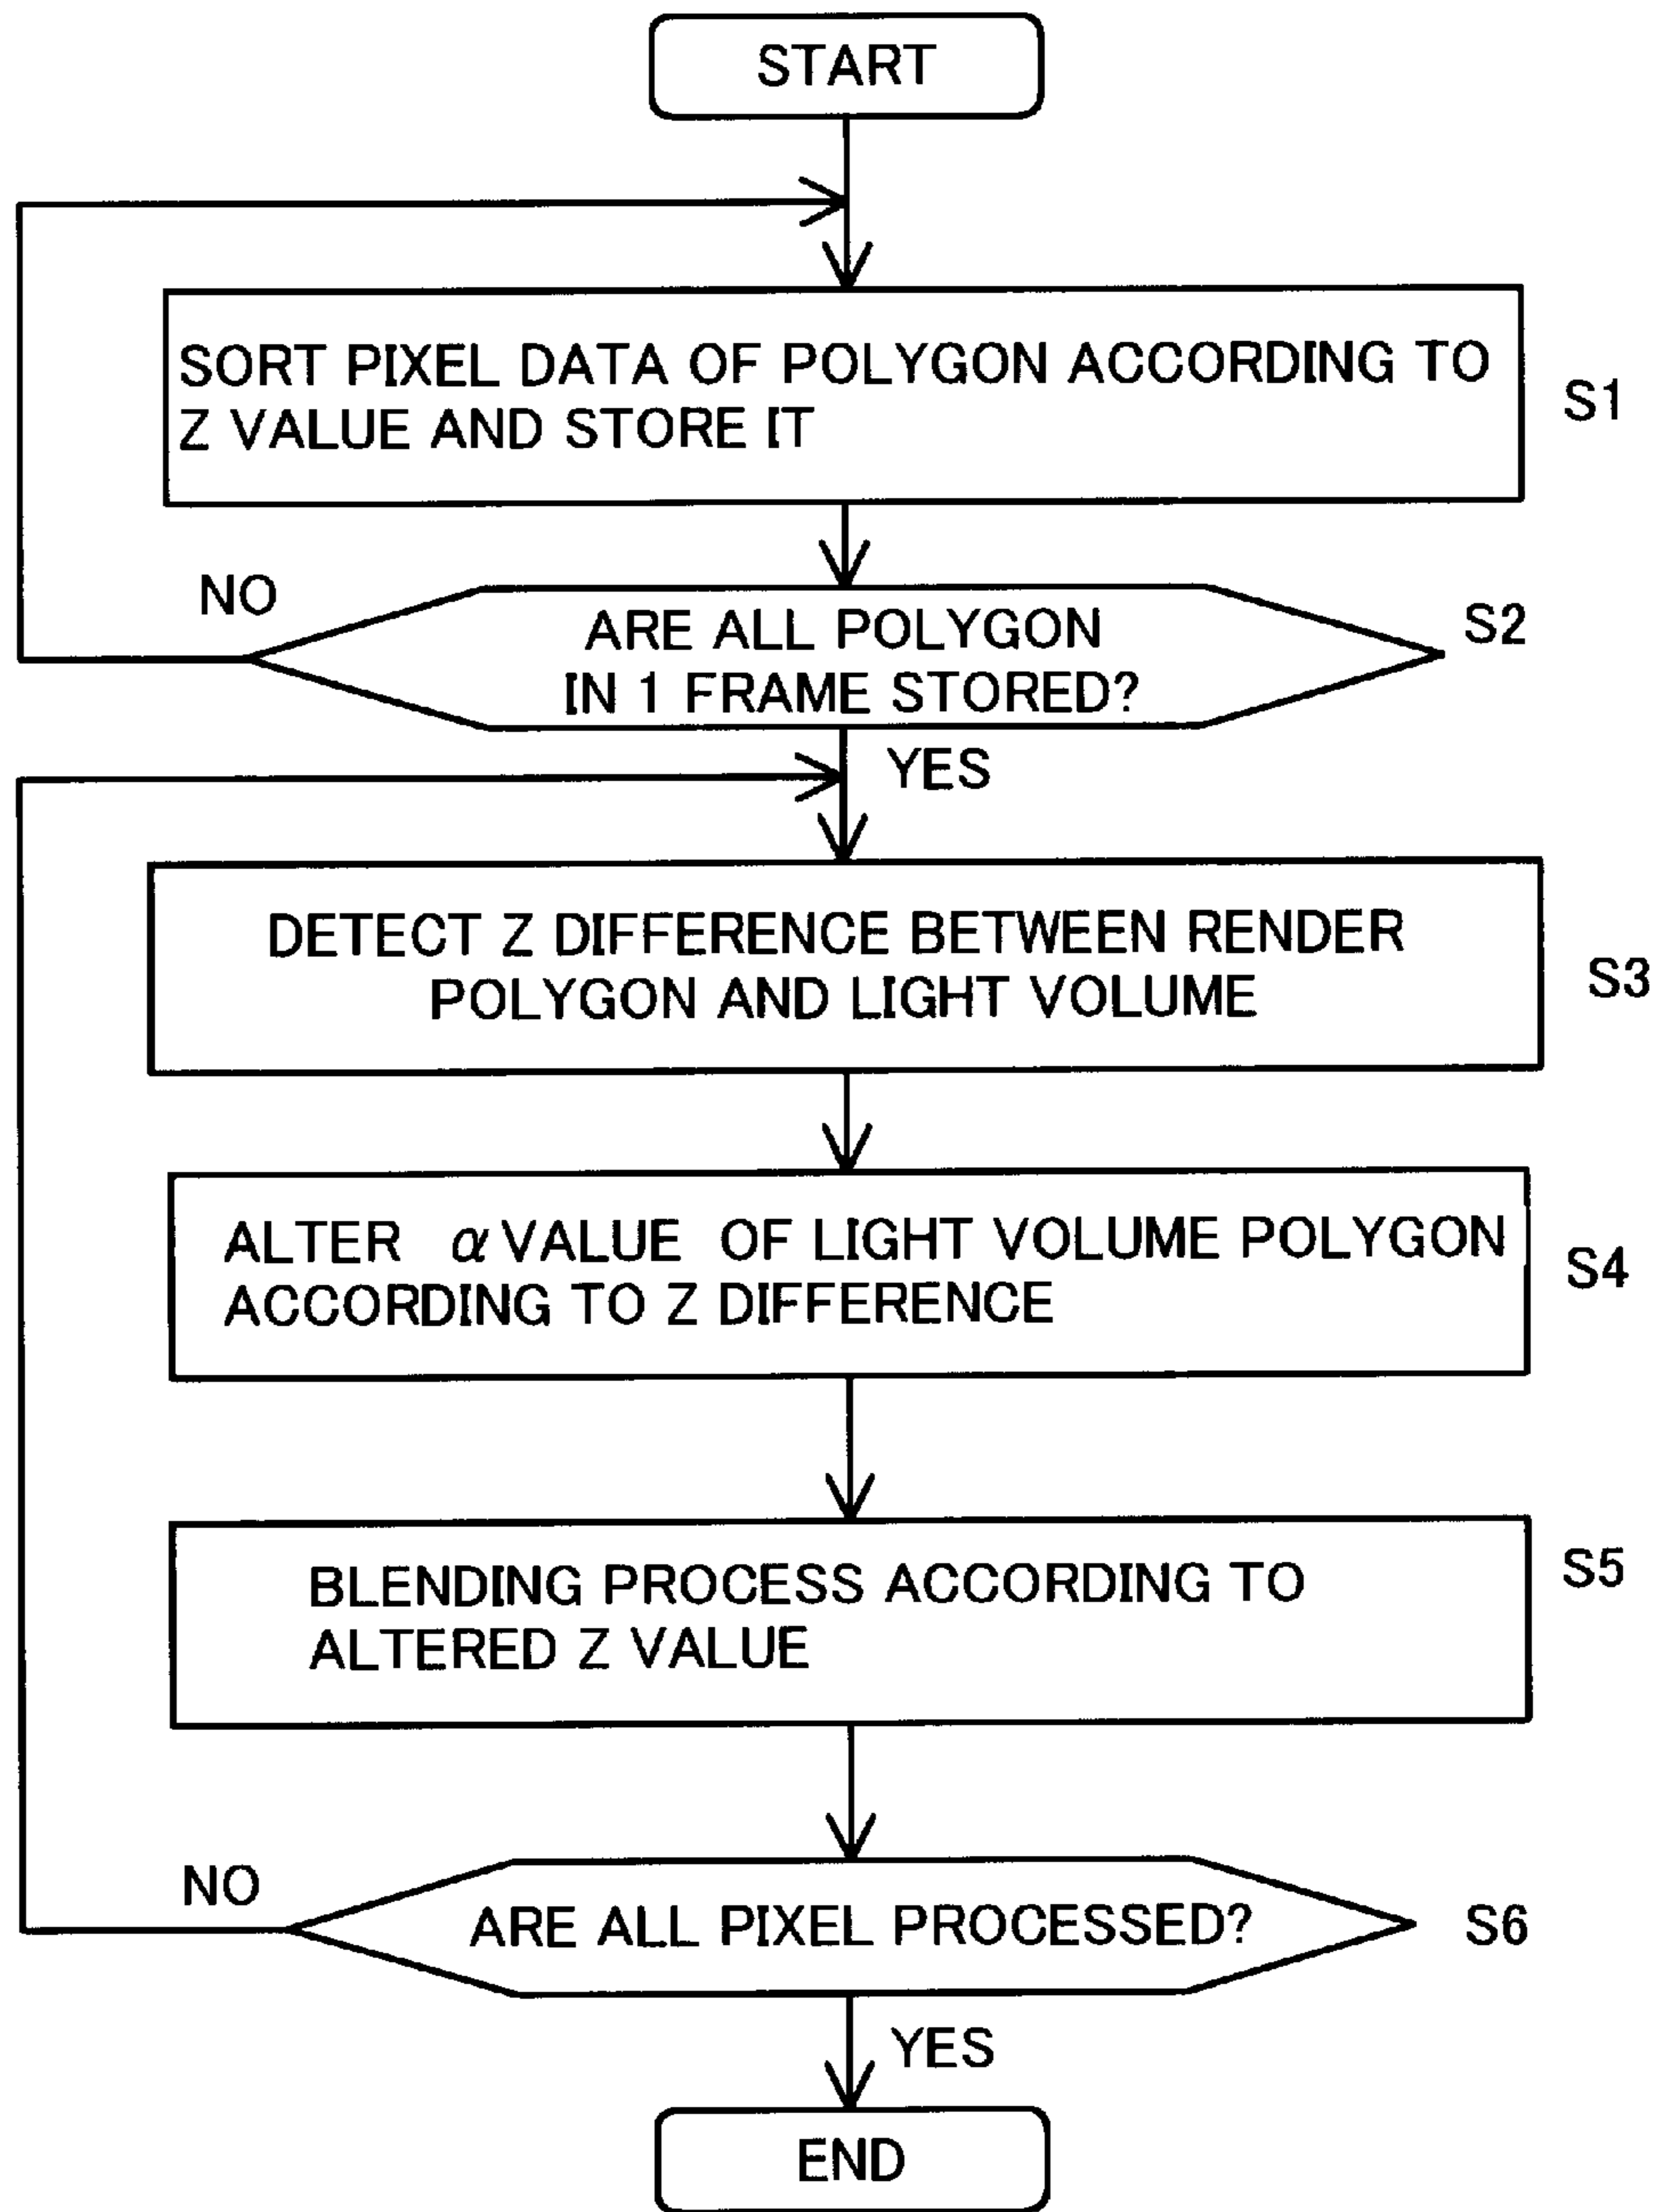 START
SORT PIXEL DATA OF POLYGON ACCORDING TO
Z VALUE AND STORE IT
S1
NO
ARE ALL POLYGON
IN 1 FRAME STORED?
S2
YES
DETECT Z DIFFERENCE BETWEEN RENDER
POLYGON AND LIGHT VOLUME
S3
ALTER α VALUE OF LIGHT VOLUME POLYGON
ACCORDING TO Z DIFFERENCE
S4
BLENDING PROCESS ACCORDING TO
ALTERED Z VALUE
S5
NO
ARE ALL PIXEL PROCESSED?
S6
YES
END